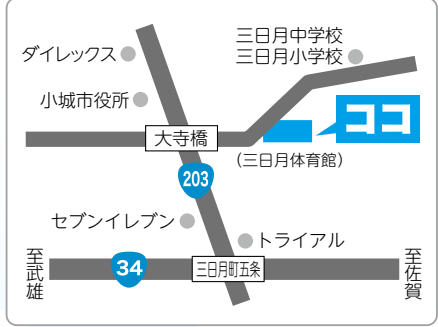 三日月中学校
三日月小学校
ダイレックス
小城市役所
ココ
大寺橋
(三日月体育館)
203
セブンイレブン
トライアル
至武雄
34
三日月町五条
至佐賀